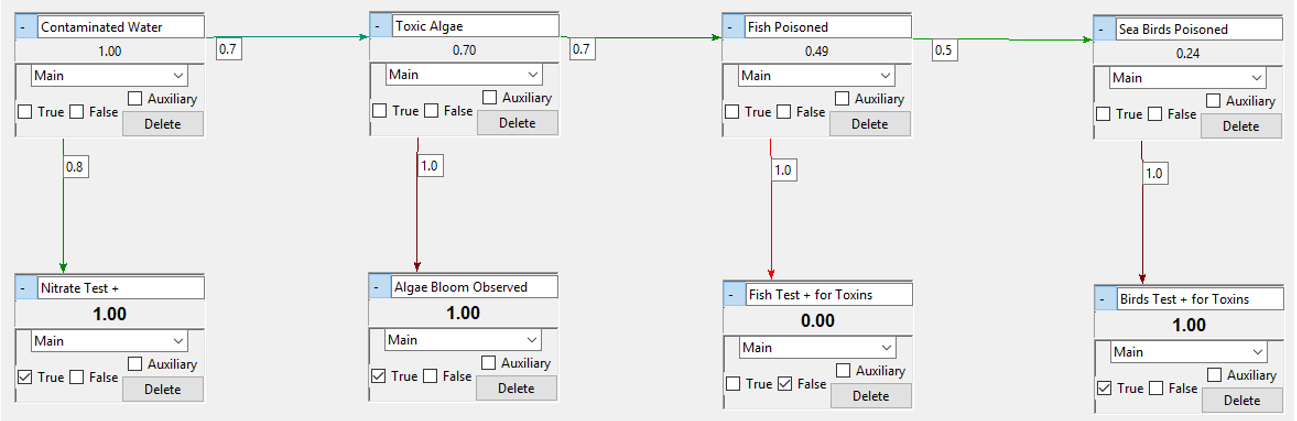 - Contaminated Water
1.00
Main
Auxiliary
True False
Delete
0.7
- Toxic Algae
0.70
Main
Auxiliary
True False
Delete
0.7
- Fish Poisoned
0.49
Main
Auxiliary
True False
Delete
0.5
- Sea Birds Poisoned
0.24
Main
Auxiliary
True False
Delete
0.8
1.0
1.0
1.0
- Nitrate Test +
1.00
Main
Auxiliary
True False
Delete
- Algae Bloom Observed
1.00
Main
Auxiliary
True False
Delete
- Fish Test + for Toxins
0.00
Main
Auxiliary
True False
Delete
- Birds Test + for Toxins
1.00
Main
Auxiliary
True False
Delete